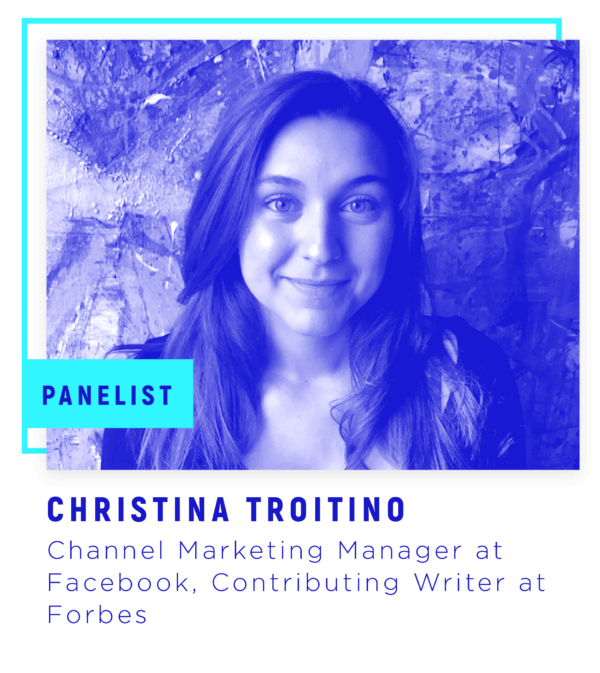 PANELIST
CHRISTINA TROITINO
Channel Marketing Manager at
Facebook, Contributing Writer at
Forbes